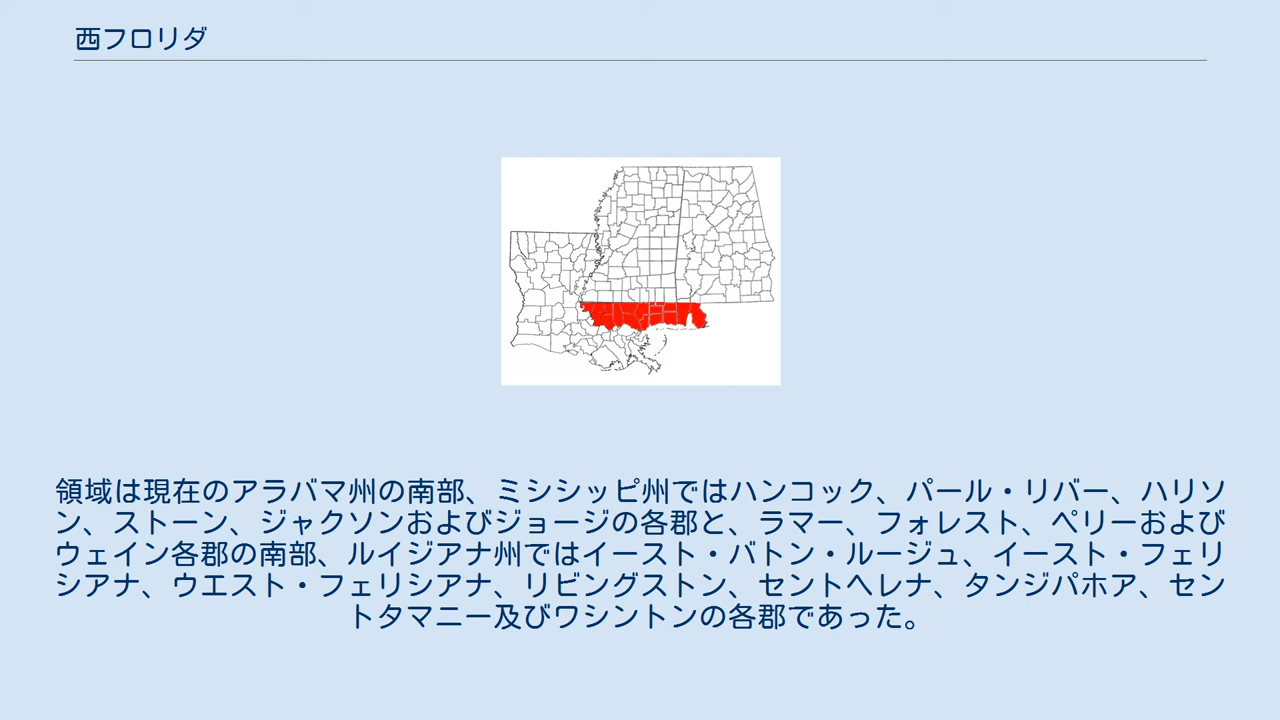 西フロリダ
領域は現在のアラバマ州の南部、ミシシッピ州ではハンコック、パール・リバー、ハリソ
ン、ストーン、ジャクソンおよびジョージの各郡と、ラマー、フォレスト、ペリーおよび
ウェイン各郡の南部、ルイジアナ州ではイースト・バトン・ルージュ、イースト・フェリ
シアナ、ウエスト・フェリシアナ、リビングストン、セントヘレナ、タンジパホア、セン
トタマニー及びワシントンの各郡であった。